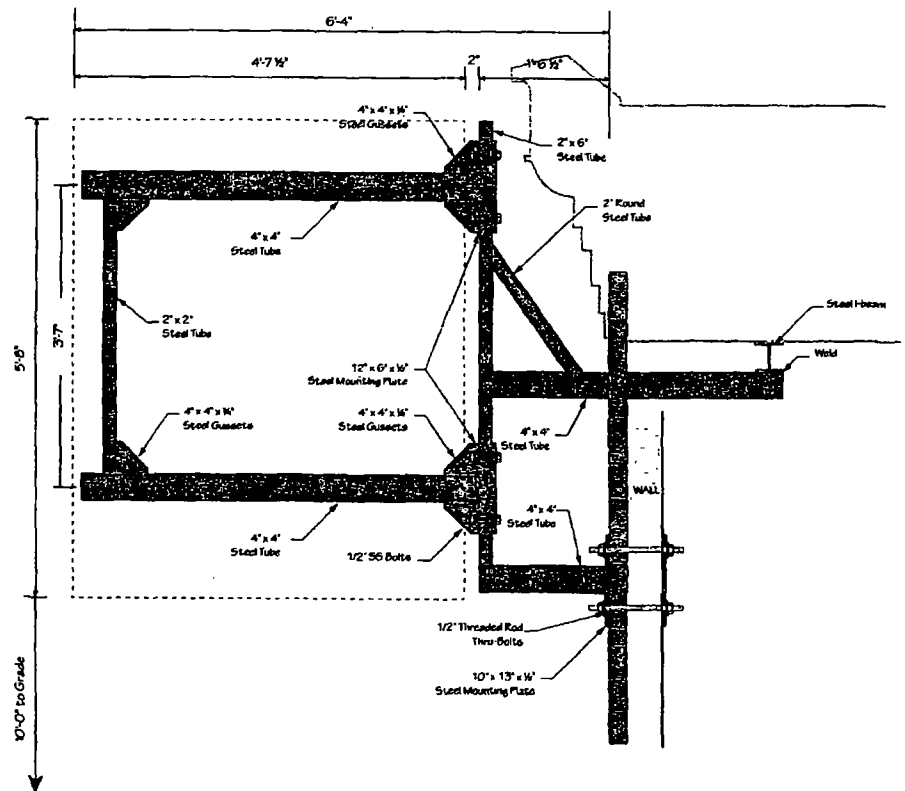 6'-4"
4'-7 ½"
2"
1'-6 ½"
4" x 4" x ¼"
Steel Gussets
2" x 6"
Steel Tube
2" Round
Steel Tube
4" x 4"
Steel Tube
Steel I-beam
2" x 2"
Steel Tube
3'-7"
5'-8"
12" x 6" x ½"
Steel Mounting Plate
Weld
4" x 4" x ¼"
Steel Gussets
4" x 4" x ¼"
Steel Gussets
4" x 4"
Steel Tube
WALL
4" x 4"
Steel Tube
4" x 4"
Steel Tube
1/2" SS Bolts
1/2" Threaded Rod
Thru-Bolts
10" x 13" x ½"
Steel Mounting Plate
10'-0" to Grade